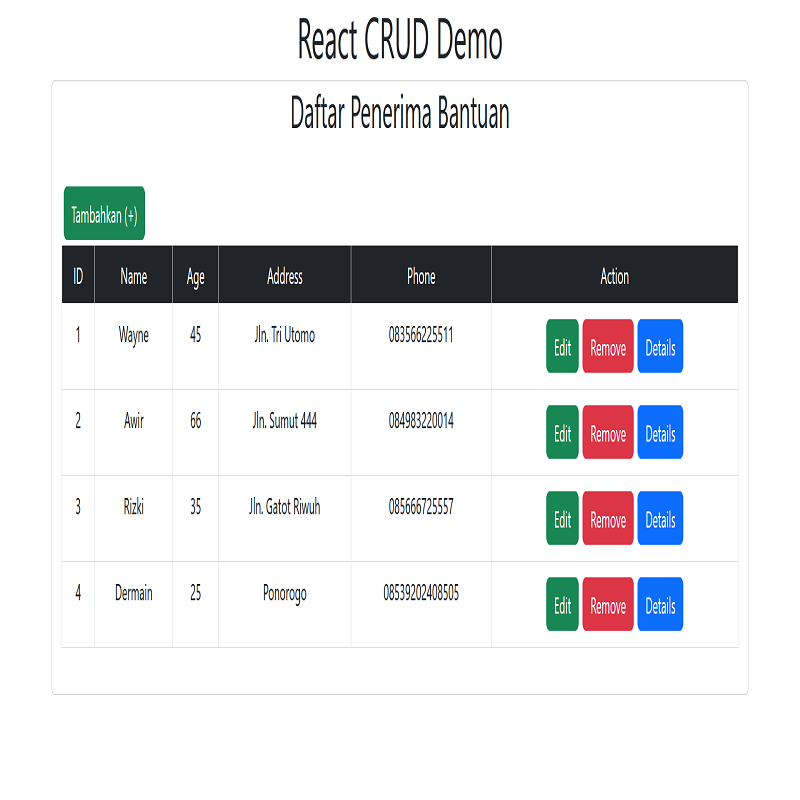 React CRUD Demo
Daftar Penerima Bantuan
Tambahkan (+)
ID Name Age Address Phone Action
1 Wayne 45 Jln. Tri Utomo 083566225511 Edit Remove Details
2 Awir 66 Jln. Sumut 444 084983220014 Edit Remove Details
3 Rizki 35 Jln. Gatot Riwuh 085666725557 Edit Remove Details
4 Dermain 25 Ponorogo 08539202408505 Edit Remove Details